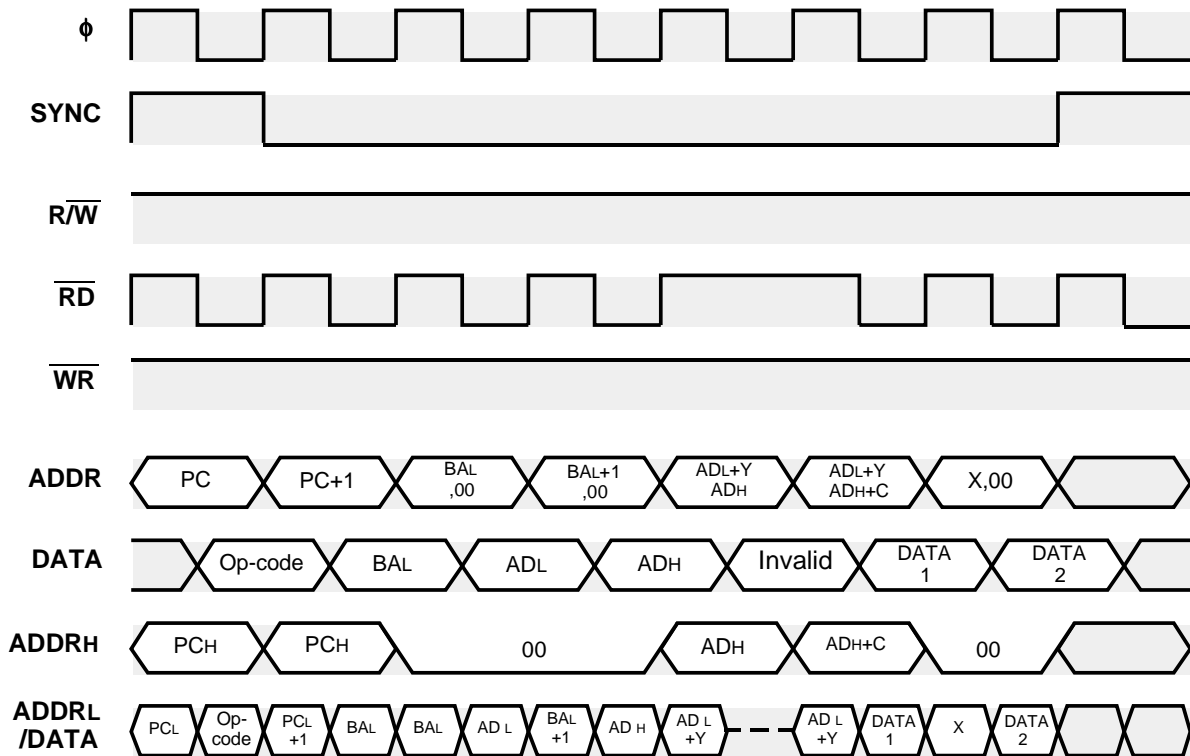 ϕ
SYNC
R/W
RD
WR
ADDR
PC
PC+1
BAL
,00
BAL+1
,00
ADL+Y
ADH
ADL+Y
ADH+C
X,00
DATA
Op-code
BAL
ADL
ADH
Invalid
DATA
1
DATA
2
ADDRH
PCH
PCH
00
ADH
ADH+C
00
ADDRL
/DATA
PCL
Op-
code
PCL
+1
BAL
BAL
AD L
BAL
+1
AD H
AD L
+Y
AD L
+Y
DATA
1
X
DATA
2